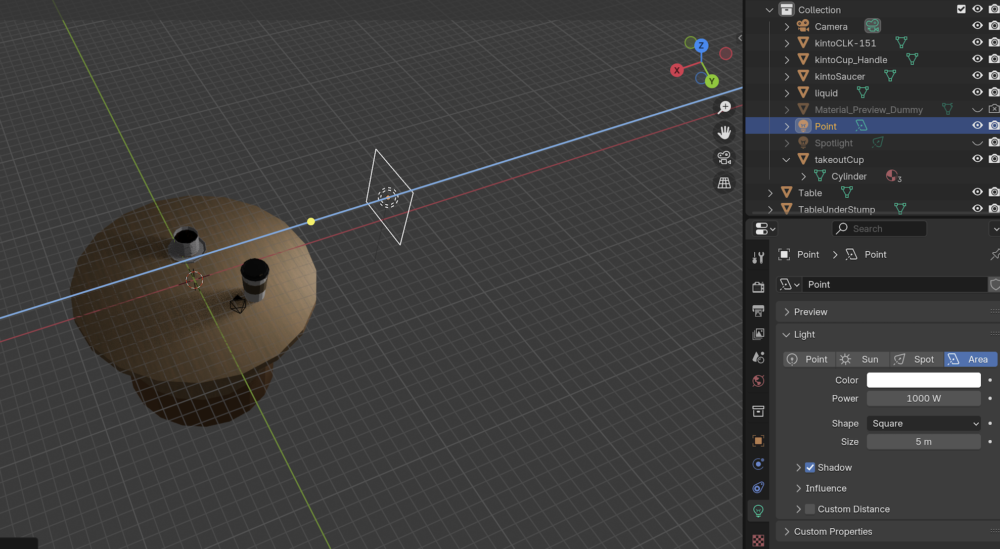 Collection
Camera
kintoCLK-151
kintoCup_Handle
kintoSaucer
liquid
Material_Preview_Dummy
Point
Spotlight
takeoutCup
Cylinder 3
Table
TableUnderStump
Z
X
Y
Search
Point Point
Point
Preview
Light
Point Sun Spot Area
Color
Power 1000 W
Shape Square
Size 5 m
Shadow
Influence
Custom Distance
Custom Properties